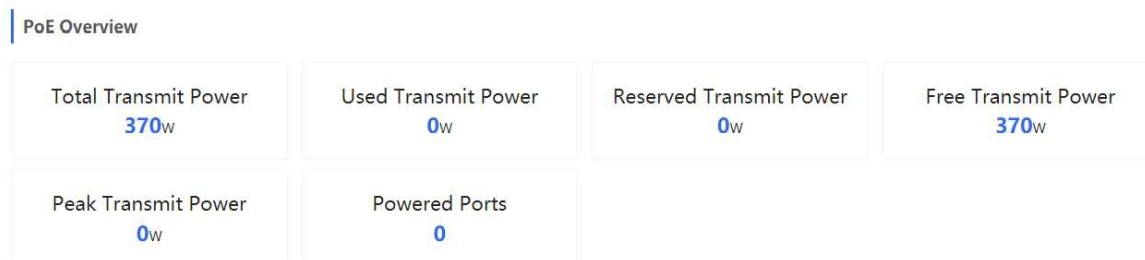 PoE Overview
Total Transmit Power
370W
Used Transmit Power
0W
Reserved Transmit Power
0W
Free Transmit Power
370W
Peak Transmit Power
0W
Powered Ports
0